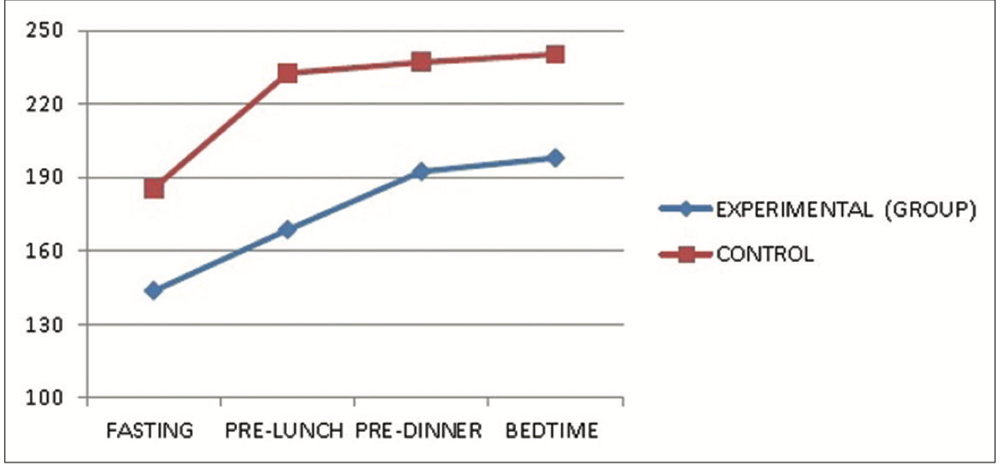 250
220
190
160
130
100
FASTING PRE-LUNCH PRE-DINNER BEDTIME
EXPERIMENTAL (GROUP)
CONTROL